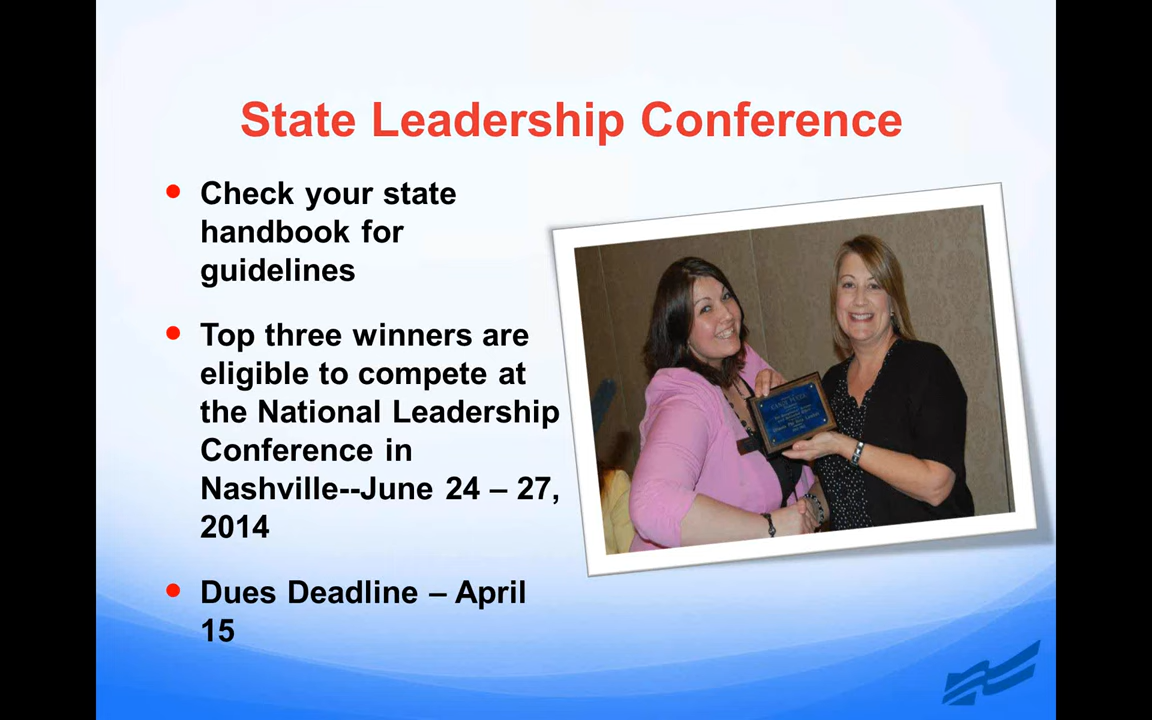 State Leadership Conference
Check your state
handbook for
guidelines
Top three winners are
eligible to compete at
the National Leadership
Conference in
Nashville--June 24 – 27,
2014
Dues Deadline – April
15